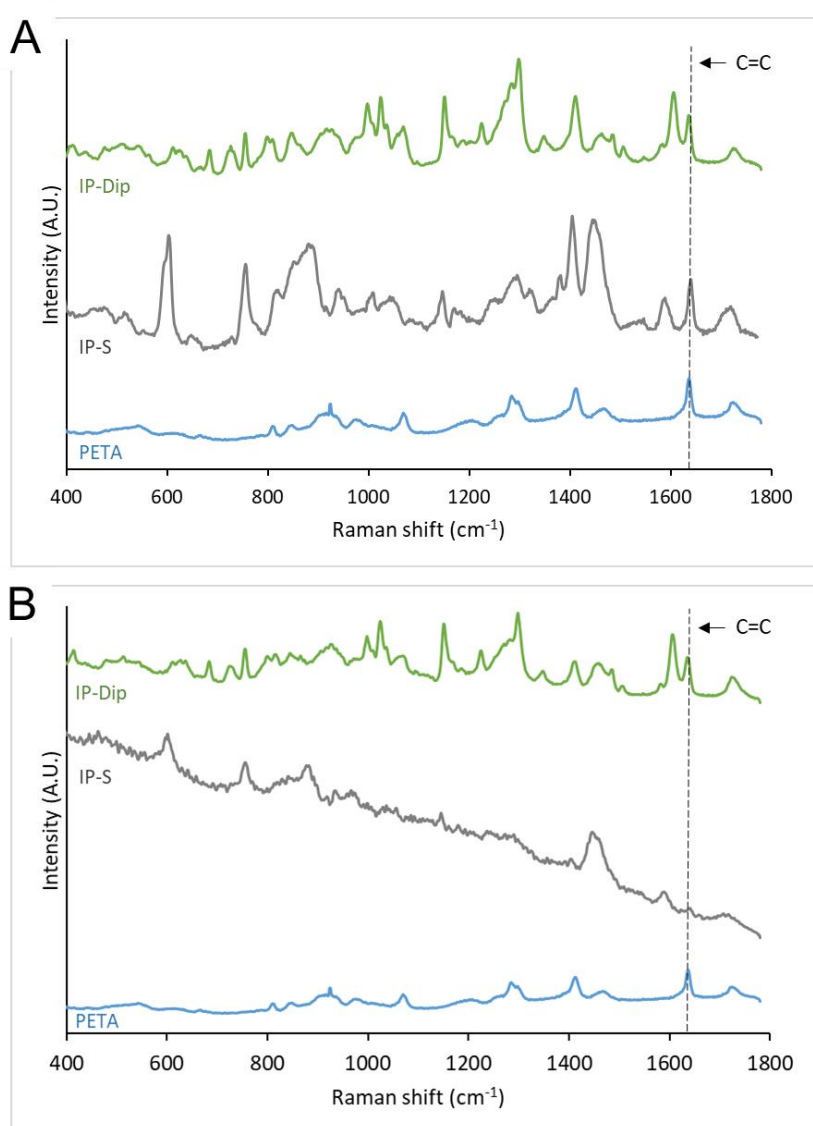 A
C=C
IP-Dip
IP-S
PETA
Intensity (A.U.)
400 600 800 1000 1200 1400 1600 1800
Raman shift (cm⁻¹)
B
C=C
IP-Dip
IP-S
PETA
Intensity (A.U.)
400 600 800 1000 1200 1400 1600 1800
Raman shift (cm⁻¹)